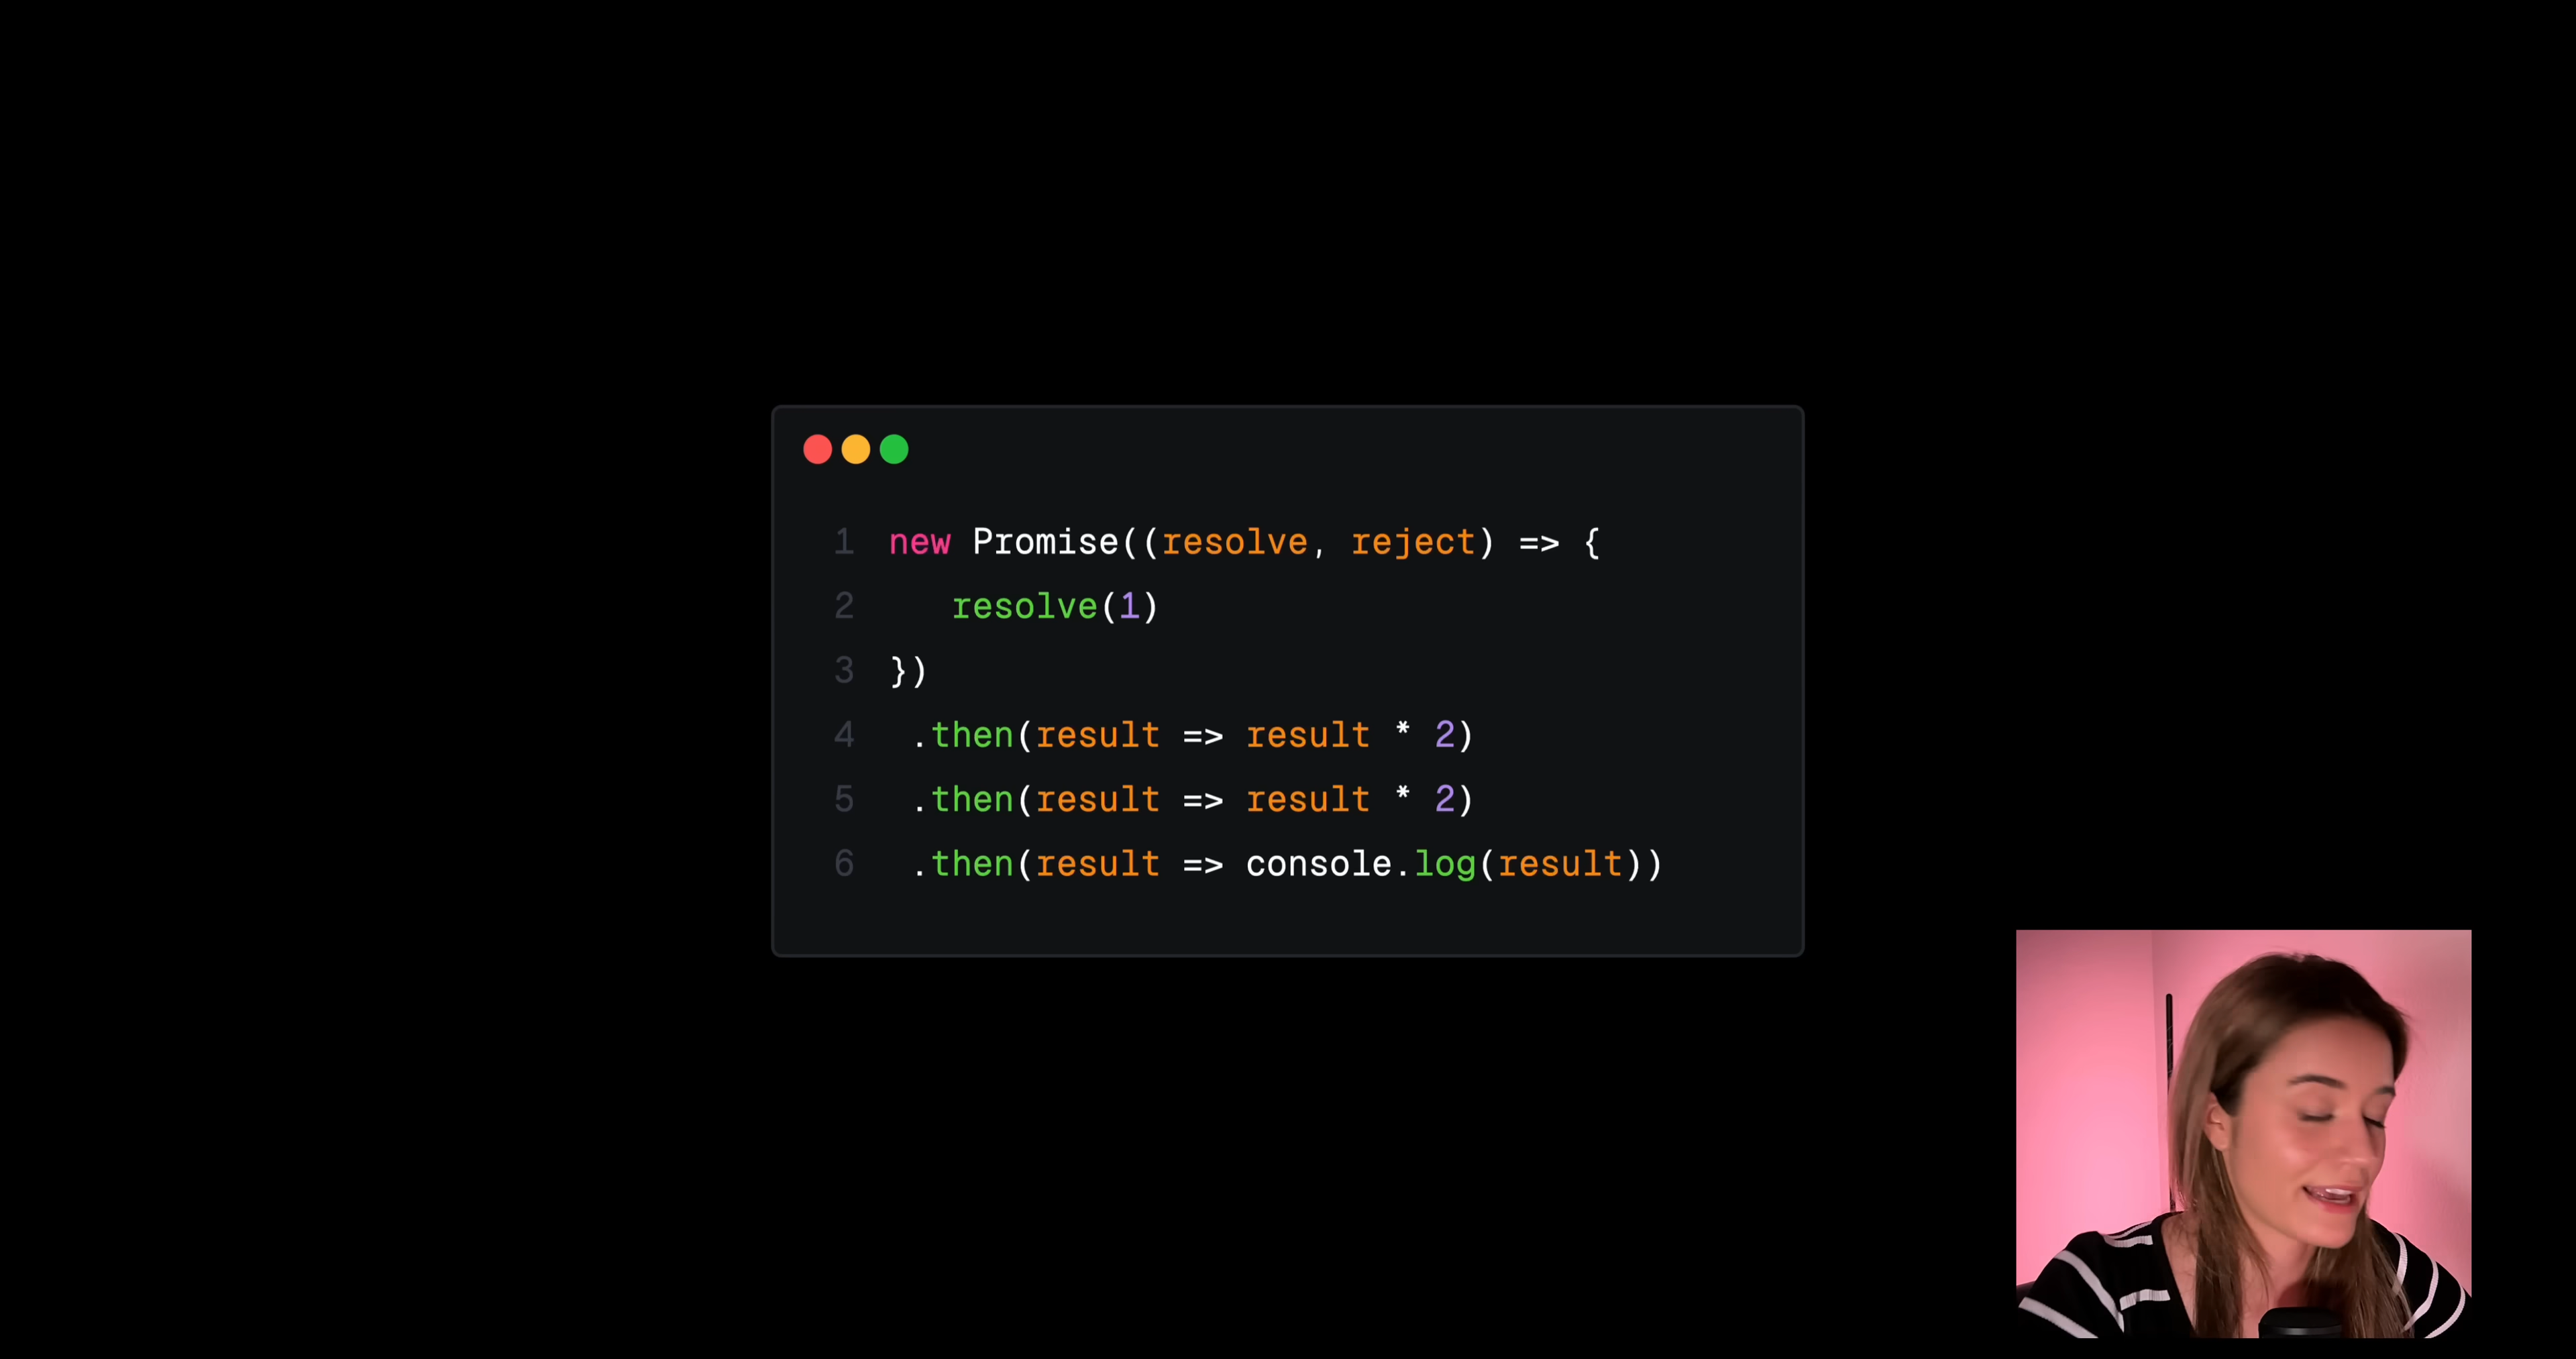 1 new Promise((resolve, reject) => {
2 resolve(1)
3 })
4 .then(result => result * 2)
5 .then(result => result * 2)
6 .then(result => console.log(result))